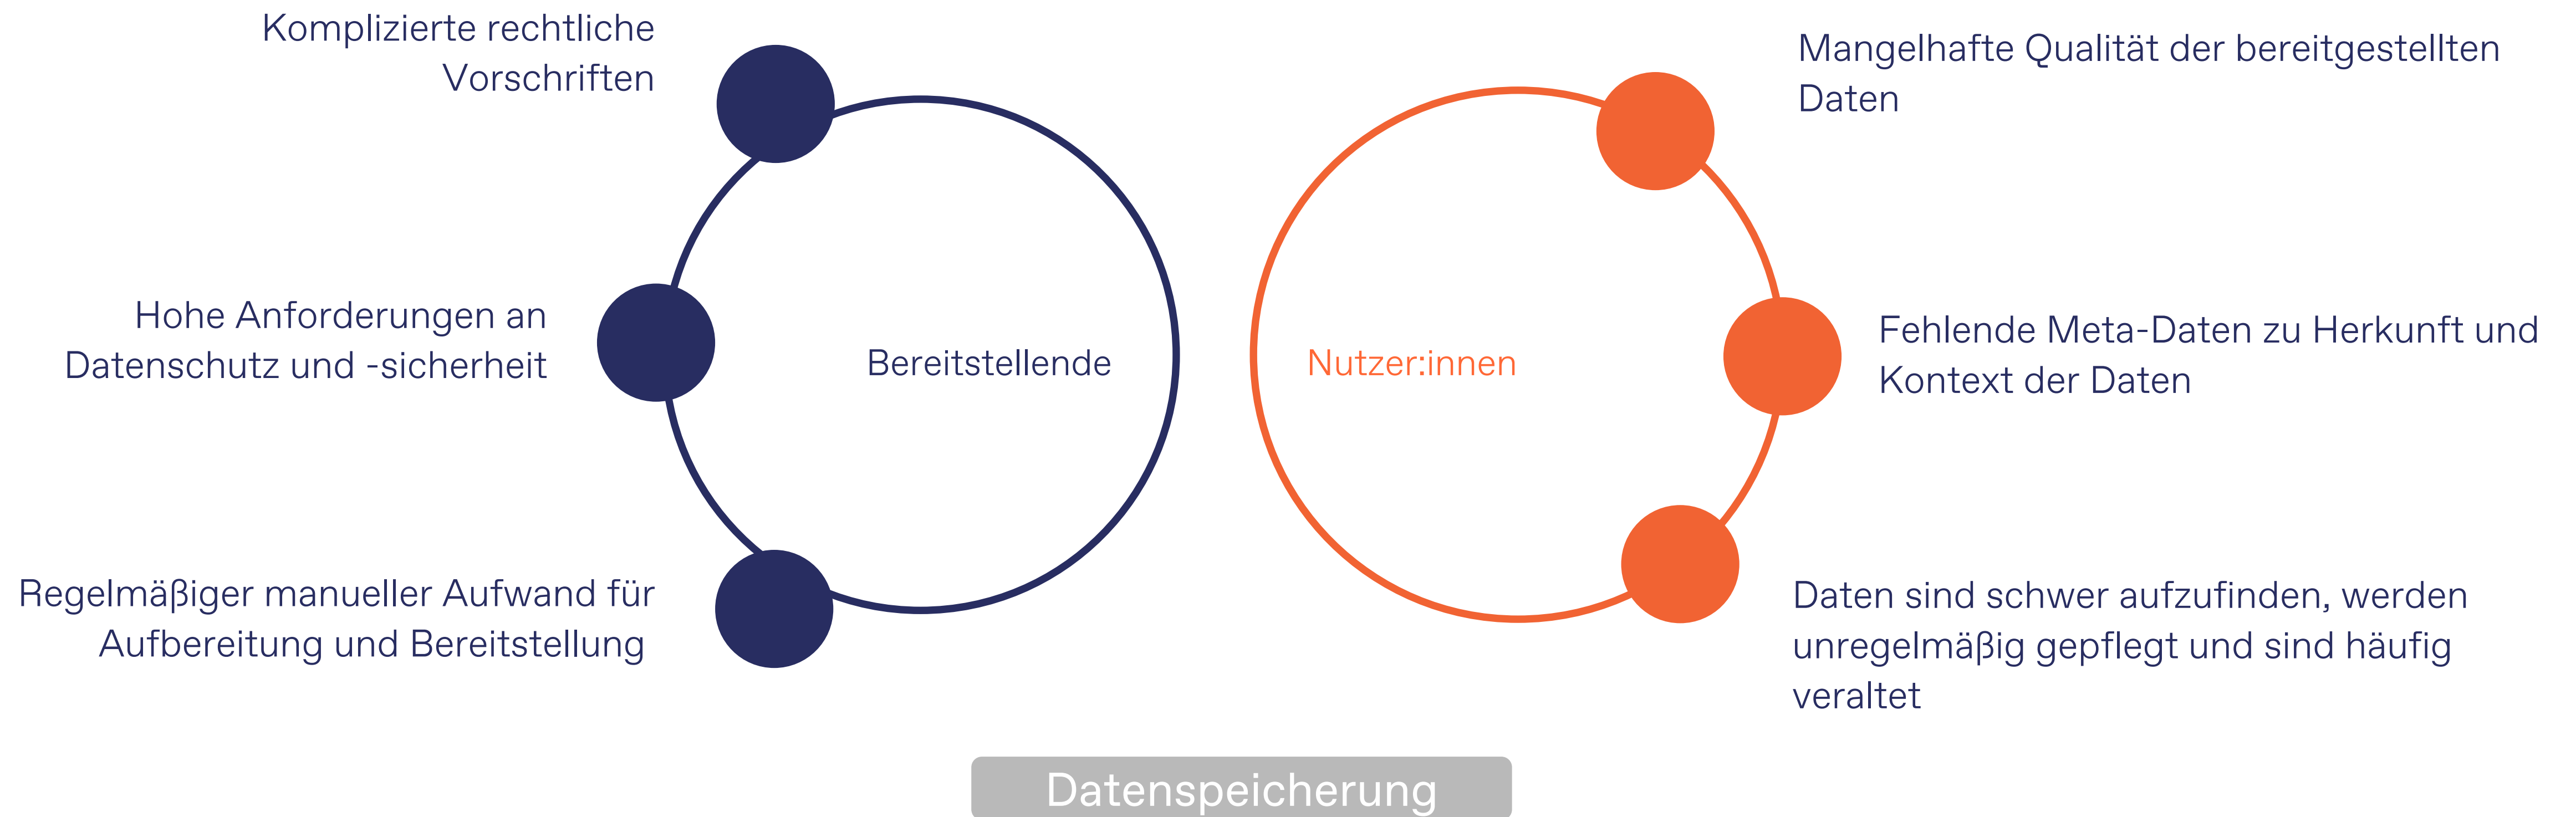 Komplizierte rechtliche
Vorschriften
Hohe Anforderungen an
Datenschutz und -sicherheit
Regelmäßiger manueller Aufwand für
Aufbereitung und Bereitstellung
Bereitstellende
Nutzer:innen
Mangelhafte Qualität der bereitgestellten
Daten
Fehlende Meta-Daten zu Herkunft und
Kontext der Daten
Daten sind schwer aufzufinden, werden
unregelmäßig gepflegt und sind häufig
veraltet
Datenspeicherung